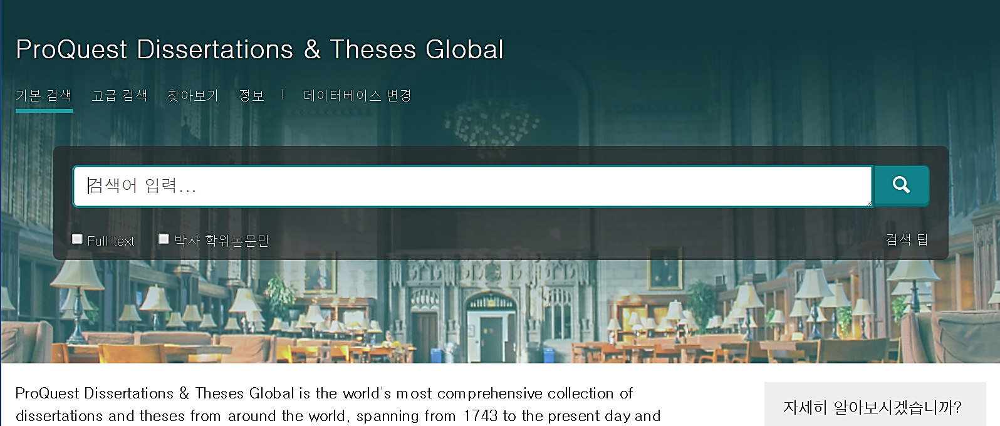 ProQuest Dissertations & Theses Global
기본 검색 고급 검색 찾아보기 정보 | 데이터베이스 변경
검색어 입력...
Full text 박사 학위논문만 검색 팁
ProQuest Dissertations & Theses Global is the world's most comprehensive collection of
dissertations and theses from around the world, spanning from 1743 to the present day and
자세히 알아보시겠습니까?